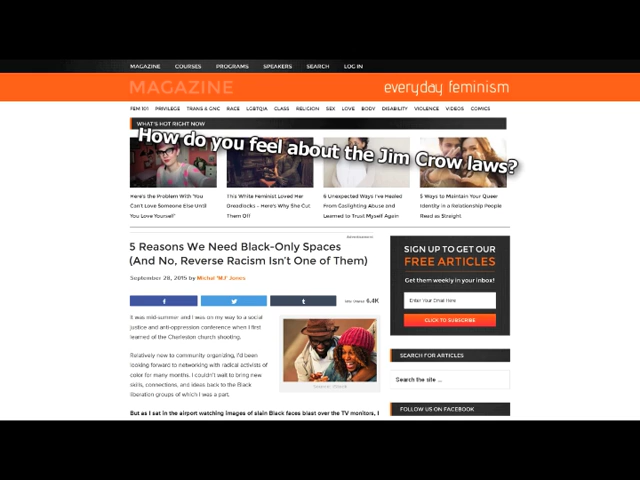 MAGAZINE COURSES PROGRAMS SPEAKERS SEARCH LOG IN
MAGAZINE everyday feminism
FEM 101 PRIVILEGE TRANS & GNC RACE LGBTQIA CLASS RELIGION SEX LOVE BODY DISABILITY VIOLENCE VIDEOS COMICS
WHAT'S HOT RIGHT NOW
How do you feel about the Jim Crow laws?
Here's the Problem With "You
Can't Love Someone Else Until
You Love Yourself"
This White Feminist Loved Her
Dreadlocks – Here's Why She Cut
Them Off
6 Unexpected Ways I've Healed
From Gaslighting Abuse and
Learned to Trust Myself Again
5 Ways to Maintain Your Queer
Identity in a Relationship People
Read as Straight
Advertisement
5 Reasons We Need Black-Only Spaces
(And No, Reverse Racism Isn't One of Them)
September 28, 2015 by Michal 'MJ' Jones
6.4K
It was mid-summer and I was on my way to a social
justice and anti-oppression conference when I first
learned of the Charleston church shooting.
Relatively new to community organizing, I'd been
looking forward to networking with radical activists of
color for many months. I couldn't wait to bring new
skills, connections, and ideas back to the Black
liberation groups of which I was a part.
But as I sat in the airport watching images of slain Black faces blast over the TV monitors, I
SIGN UP TO GET OUR
FREE ARTICLES
Get them weekly in your inbox!
Enter Your Email Here
CLICK TO SUBSCRIBE
SEARCH FOR ARTICLES
Search the site ...
FOLLOW US ON FACEBOOK